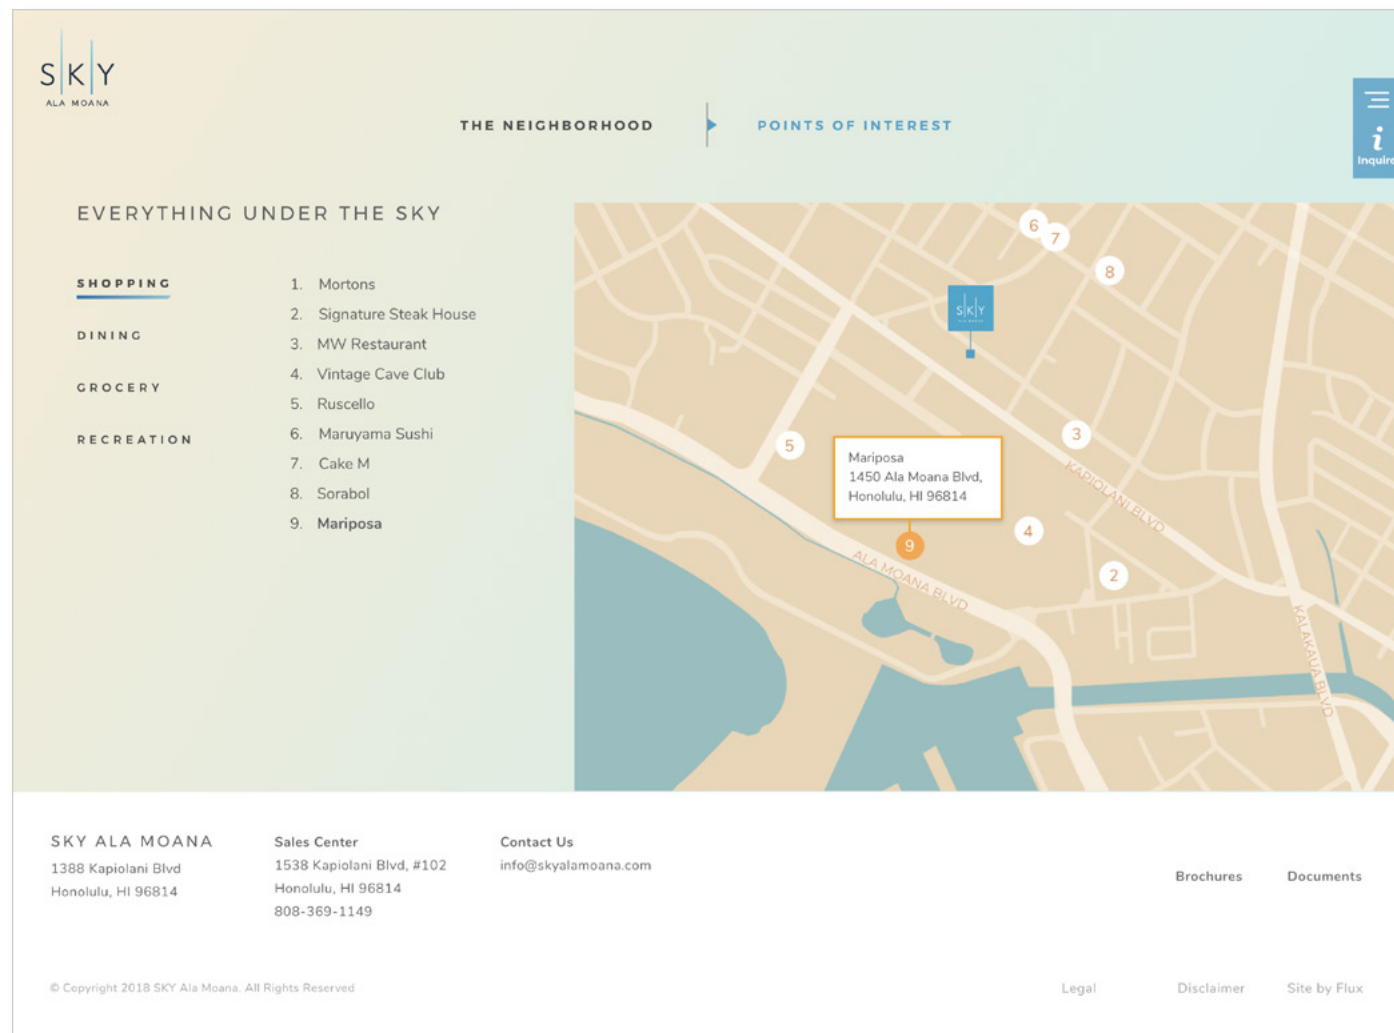 SKY
ALA MOANA
THE NEIGHBORHOOD
POINTS OF INTEREST
i
Inquire
EVERYTHING UNDER THE SKY
SHOPPING
DINING
GROCERY
RECREATION
1. Mortons
2. Signature Steak House
3. MW Restaurant
4. Vintage Cave Club
5. Ruscello
6. Maruyama Sushi
7. Cake M
8. Sorabol
9. Mariposa
6
7
8
SKY
3
5
Mariposa
1450 Ala Moana Blvd,
Honolulu, HI 96814
KAPIOLANI BLVD
4
9
ALA MOANA BLVD
2
KALAKAUA BLVD
SKY ALA MOANA
1388 Kapiolani Blvd
Honolulu, HI 96814
Sales Center
1538 Kapiolani Blvd, #102
Honolulu, HI 96814
808-369-1149
Contact Us
info@skyalamoana.com
Brochures
Documents
© Copyright 2018 SKY Ala Moana. All Rights Reserved
Legal
Disclaimer
Site by Flux